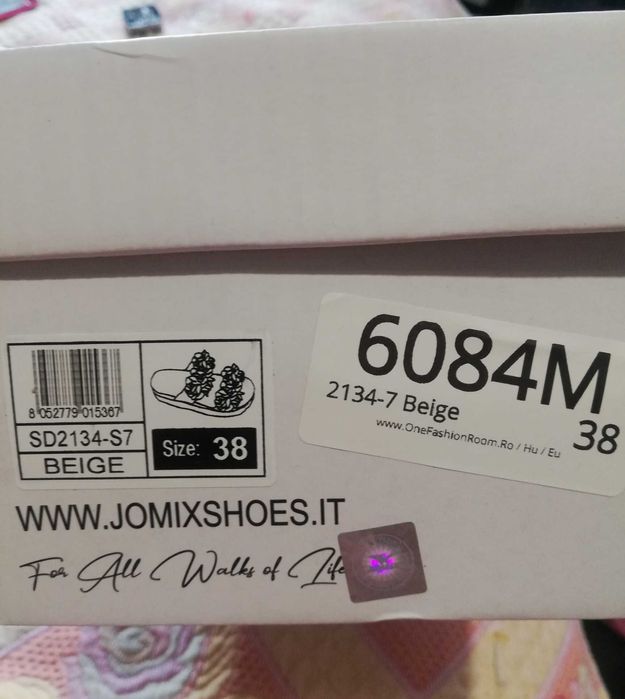 8 052779 015367
SD2134-S7
BEIGE
Size: 38
6084M
2134-7 Beige
38
www.OneFashionRoom.Ro / Hu / Eu
WWW.JOMIXSHOES.IT
For All Walks of Life